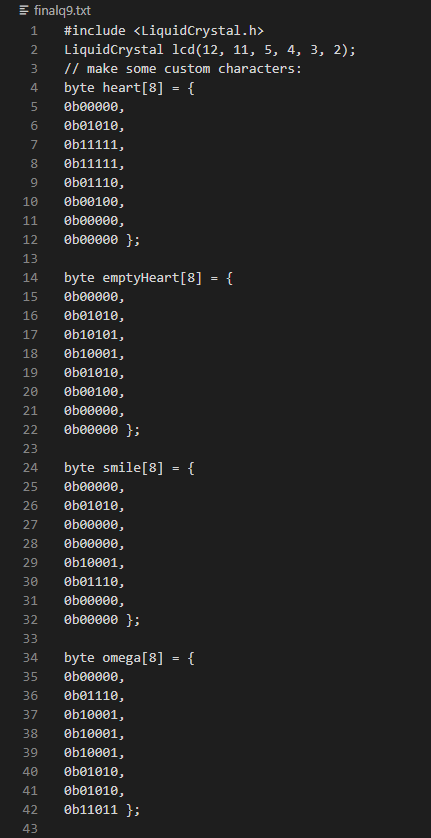 finalq9.txt
1 #include <LiquidCrystal.h>
2 LiquidCrystal lcd(12, 11, 5, 4, 3, 2);
3 // make some custom characters:
4 byte heart[8] = {
5 0b00000,
6 0b01010,
7 0b11111,
8 0b11111,
9 0b01110,
10 0b00100,
11 0b00000,
12 0b00000 };
13
14 byte emptyHeart[8] = {
15 0b00000,
16 0b01010,
17 0b10101,
18 0b10001,
19 0b01010,
20 0b00100,
21 0b00000,
22 0b00000 };
23
24 byte smile[8] = {
25 0b00000,
26 0b01010,
27 0b00000,
28 0b00000,
29 0b10001,
30 0b01110,
31 0b00000,
32 0b00000 };
33
34 byte omega[8] = {
35 0b00000,
36 0b01110,
37 0b10001,
38 0b10001,
39 0b10001,
40 0b01010,
41 0b01010,
42 0b11011 };
43